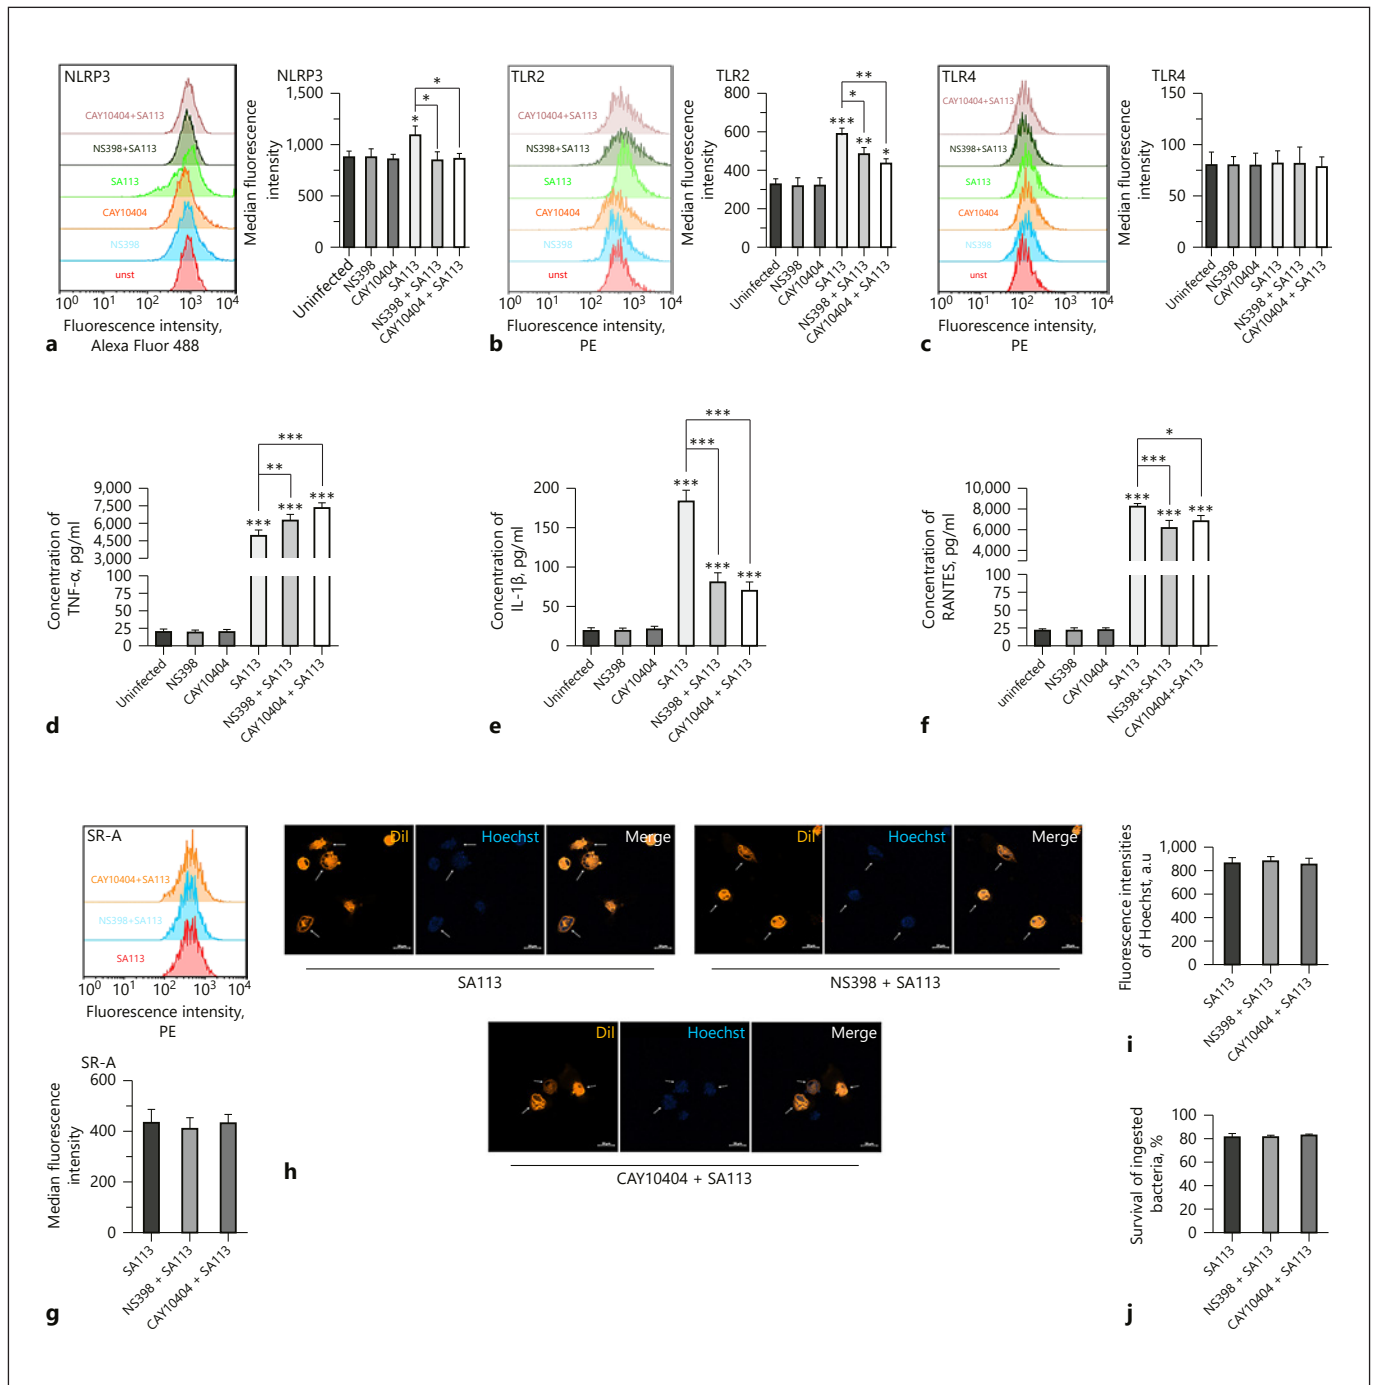 NLRP3
CAY10404+SA113
NS398+SA113
SA113
CAY10404
NS398
unst
10⁰ 10¹ 10² 10³ 10⁴
Fluorescence intensity,
Alexa Fluor 488
a
NLRP3
Median fluorescence
intensity
1,500
1,000
500
0
*
*
*
Uninfected
NS398
CAY10404
SA113
NS398 + SA113
CAY10404 + SA113
TLR2
CAY10404+SA113
NS398+SA113
SA113
CAY10404
NS398
unst
10⁰ 10¹ 10² 10³ 10⁴
Fluorescence intensity,
PE
b
TLR2
Median fluorescence
intensity
800
600
400
200
0
**
*
***
**
*
Uninfected
NS398
CAY10404
SA113
NS398 + SA113
CAY10404 + SA113
TLR4
CAY10404+SA113
NS398+SA113
SA113
CAY10404
NS398
unst
10⁰ 10¹ 10² 10³ 10⁴
Fluorescence intensity,
PE
c
TLR4
Median fluorescence
intensity
150
100
50
0
Uninfected
NS398
CAY10404
SA113
NS398 + SA113
CAY10404 + SA113
Concentration of
TNF-α, pg/ml
9,000
7,500
6,000
4,500
3,000
100
75
50
25
0
***
**
***
***
***
Uninfected
NS398
CAY10404
SA113
NS398 + SA113
CAY10404 + SA113
d
Concentration of
IL-1β, pg/ml
200
150
100
50
0
***
***
***
***
***
Uninfected
NS398
CAY10404
SA113
NS398 + SA113
CAY10404 + SA113
e
Concentration of
RANTES, pg/ml
10,000
8,000
6,000
4,000
100
75
50
25
0
*
***
***
***
***
uninfected
NS398
CAY10404
SA113
NS398+SA113
CAY10404+SA113
f
SR-A
CAY10404+SA113
NS398+SA113
SA113
10⁰ 10¹ 10² 10³ 10⁴
Fluorescence intensity,
PE
SR-A
Median fluorescence
intensity
600
400
200
0
SA113
NS398 + SA113
CAY10404 + SA113
g
DiI Hoechst Merge
SA113
DiI Hoechst Merge
NS398 + SA113
DiI Hoechst Merge
CAY10404 + SA113
h
Fluorescence intensities
of Hoechst, a.u
1,000
800
600
400
200
0
SA113
NS398 + SA113
CAY10404 + SA113
i
Survival of ingested
bacteria, %
100
80
60
40
20
0
SA113
NS398 + SA113
CAY10404 + SA113
j